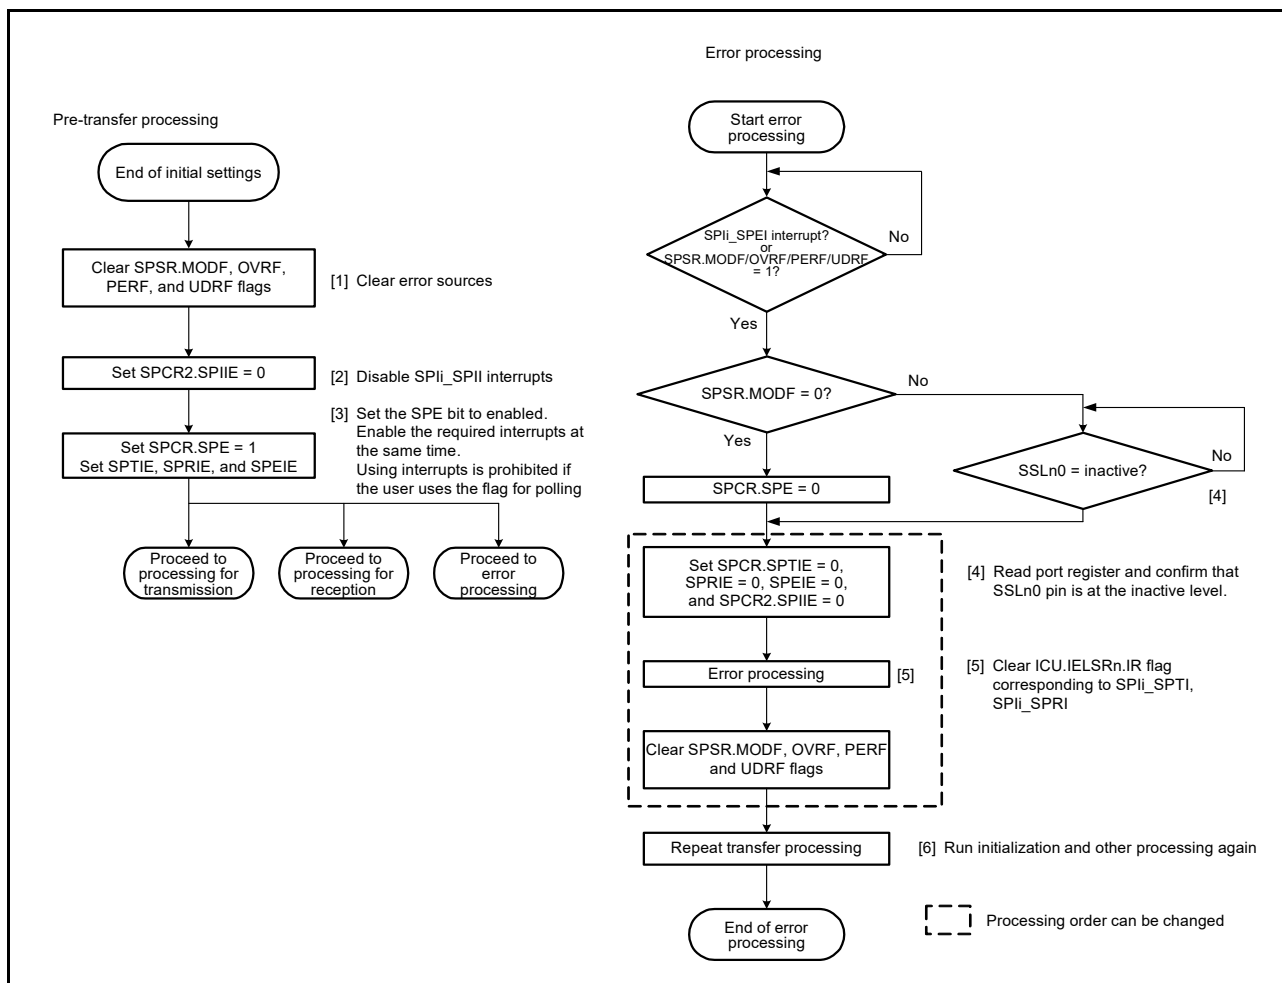 Pre-transfer processing
End of initial settings
Clear SPSR.MODF, OVRF,
PERF, and UDRF flags
[1] Clear error sources
Set SPCR2.SPIIE = 0
[2] Disable SPIi_SPII interrupts
Set SPCR.SPE = 1
Set SPTIE, SPRIE, and SPEIE
[3] Set the SPE bit to enabled.
Enable the required interrupts at
the same time.
Using interrupts is prohibited if
the user uses the flag for polling
Proceed to
processing for
transmission
Proceed to
processing for
reception
Proceed to
error
processing
Error processing
Start error
processing
SPIi_SPEI interrupt?
or
SPSR.MODF/OVRF/PERF/UDRF
= 1?
No
Yes
SPSR.MODF = 0?
No
Yes
SSLn0 = inactive?
No
[4]
SPCR.SPE = 0
Set SPCR.SPTIE = 0,
SPRIE = 0, SPEIE = 0,
and SPCR2.SPIIE = 0
[4] Read port register and confirm that
SSLn0 pin is at the inactive level.
Error processing
[5]
[5] Clear ICU.IELSRn.IR flag
corresponding to SPIi_SPTI,
SPIi_SPRI
Clear SPSR.MODF, OVRF, PERF
and UDRF flags
Repeat transfer processing
[6] Run initialization and other processing again
End of error
processing
Processing order can be changed